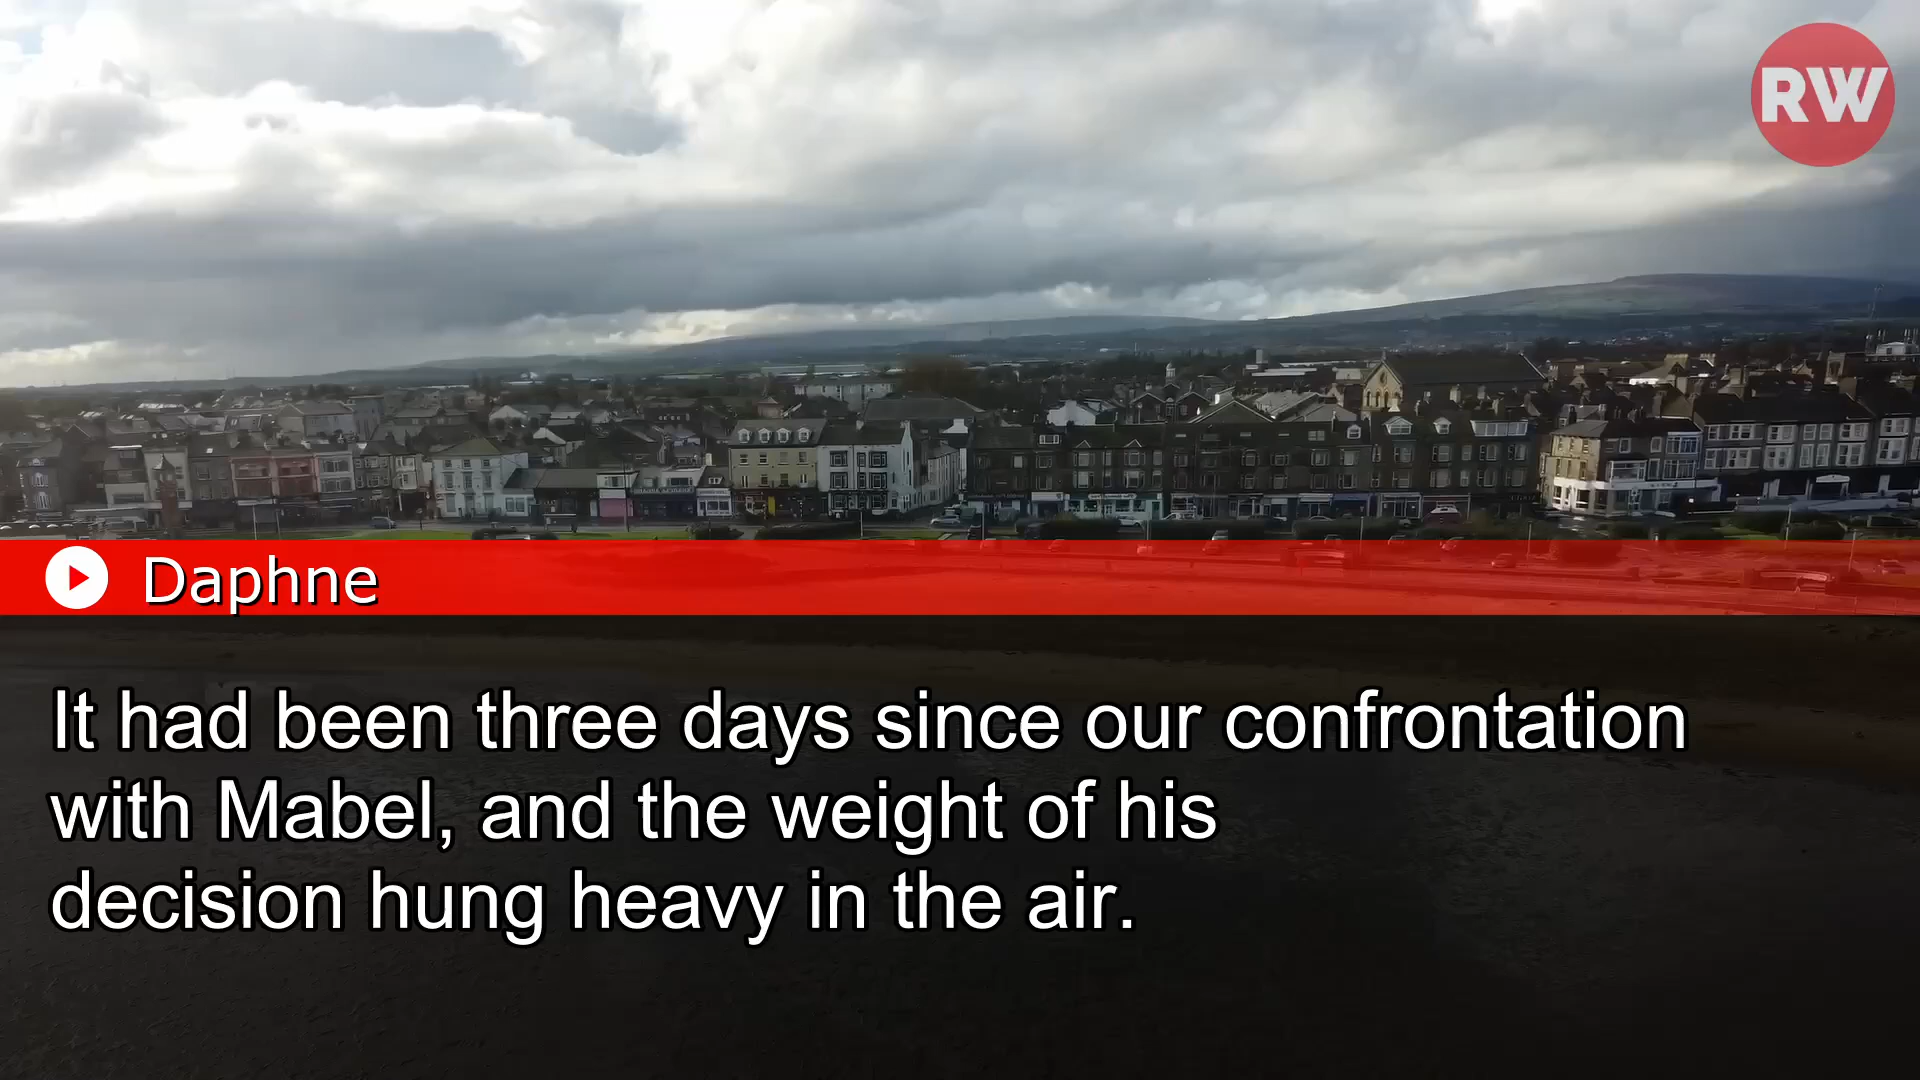 RW
Daphne
It had been three days since our confrontation
with Mabel, and the weight of his
decision hung heavy in the air.